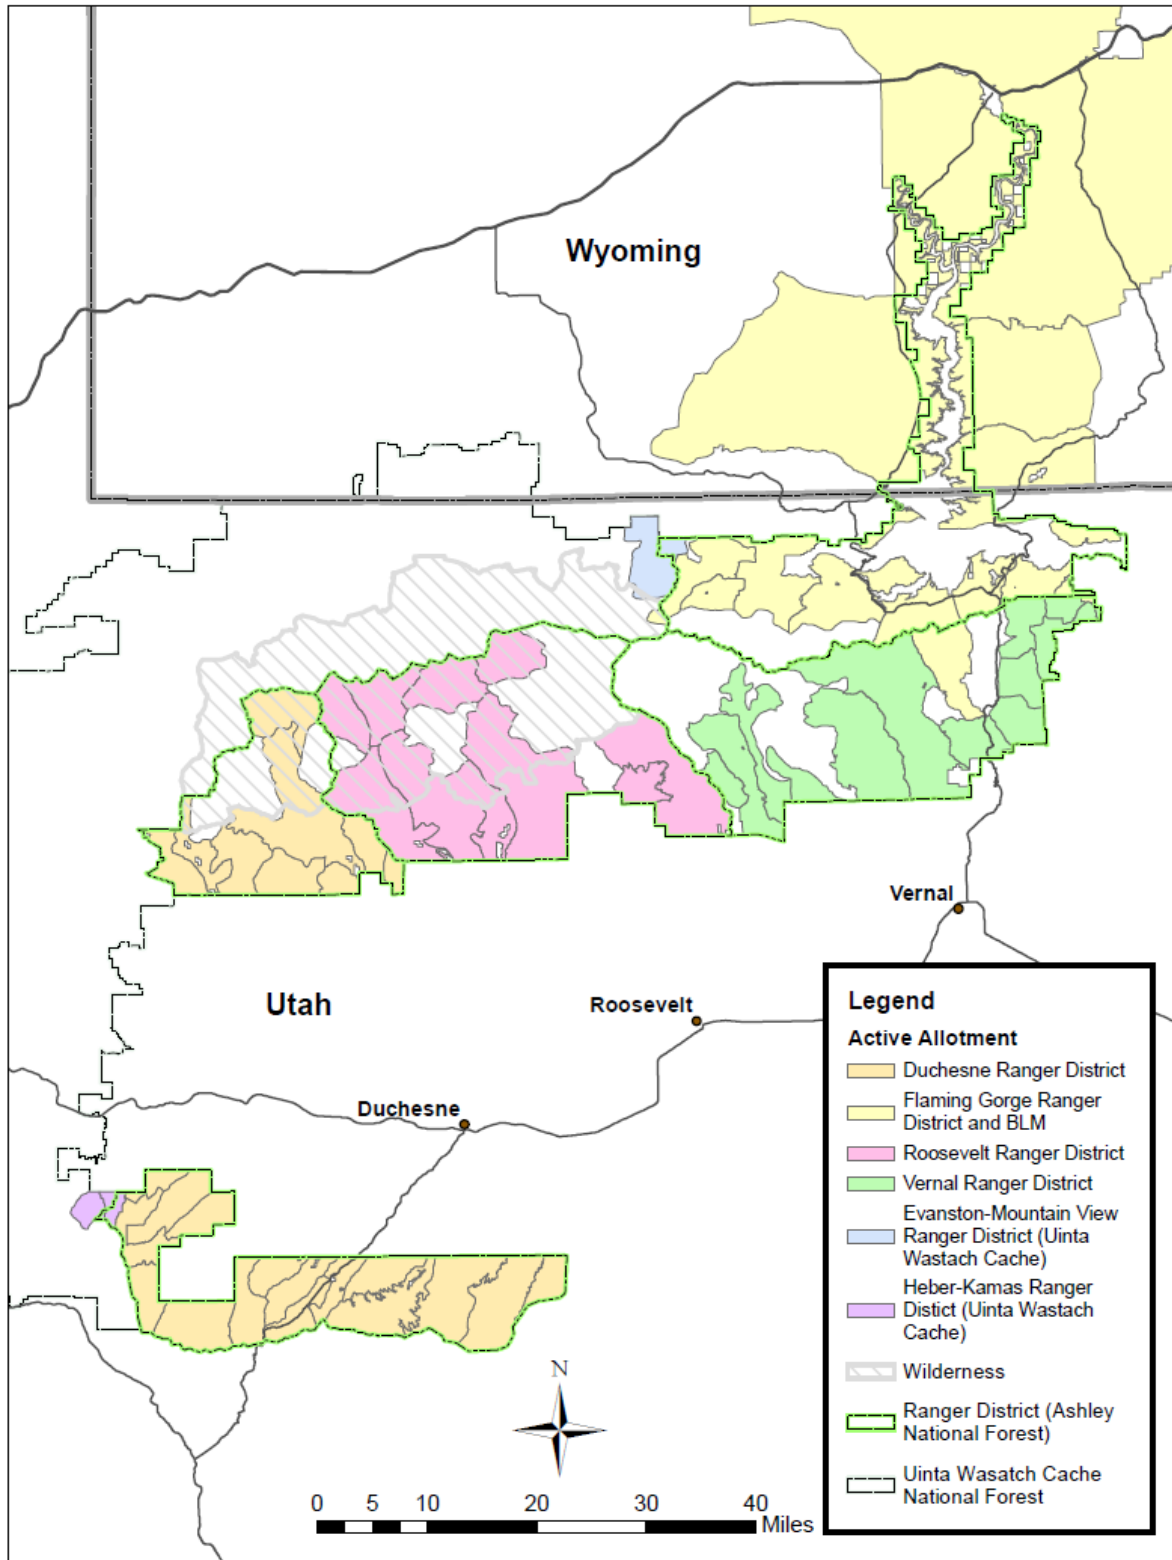 Wyoming
Vernal
Utah
Roosevelt
Duchesne
Legend
Active Allotment
Duchesne Ranger District
Flaming Gorge Ranger
District and BLM
Roosevelt Ranger District
Vernal Ranger District
Evanston-Mountain View
Ranger District (Uinta
Wastach Cache)
Heber-Kamas Ranger
Distict (Uinta Wastach
Cache)
Wilderness
Ranger District (Ashley
National Forest)
Uinta Wasatch Cache
National Forest
N
0 5 10 20 30 40
Miles